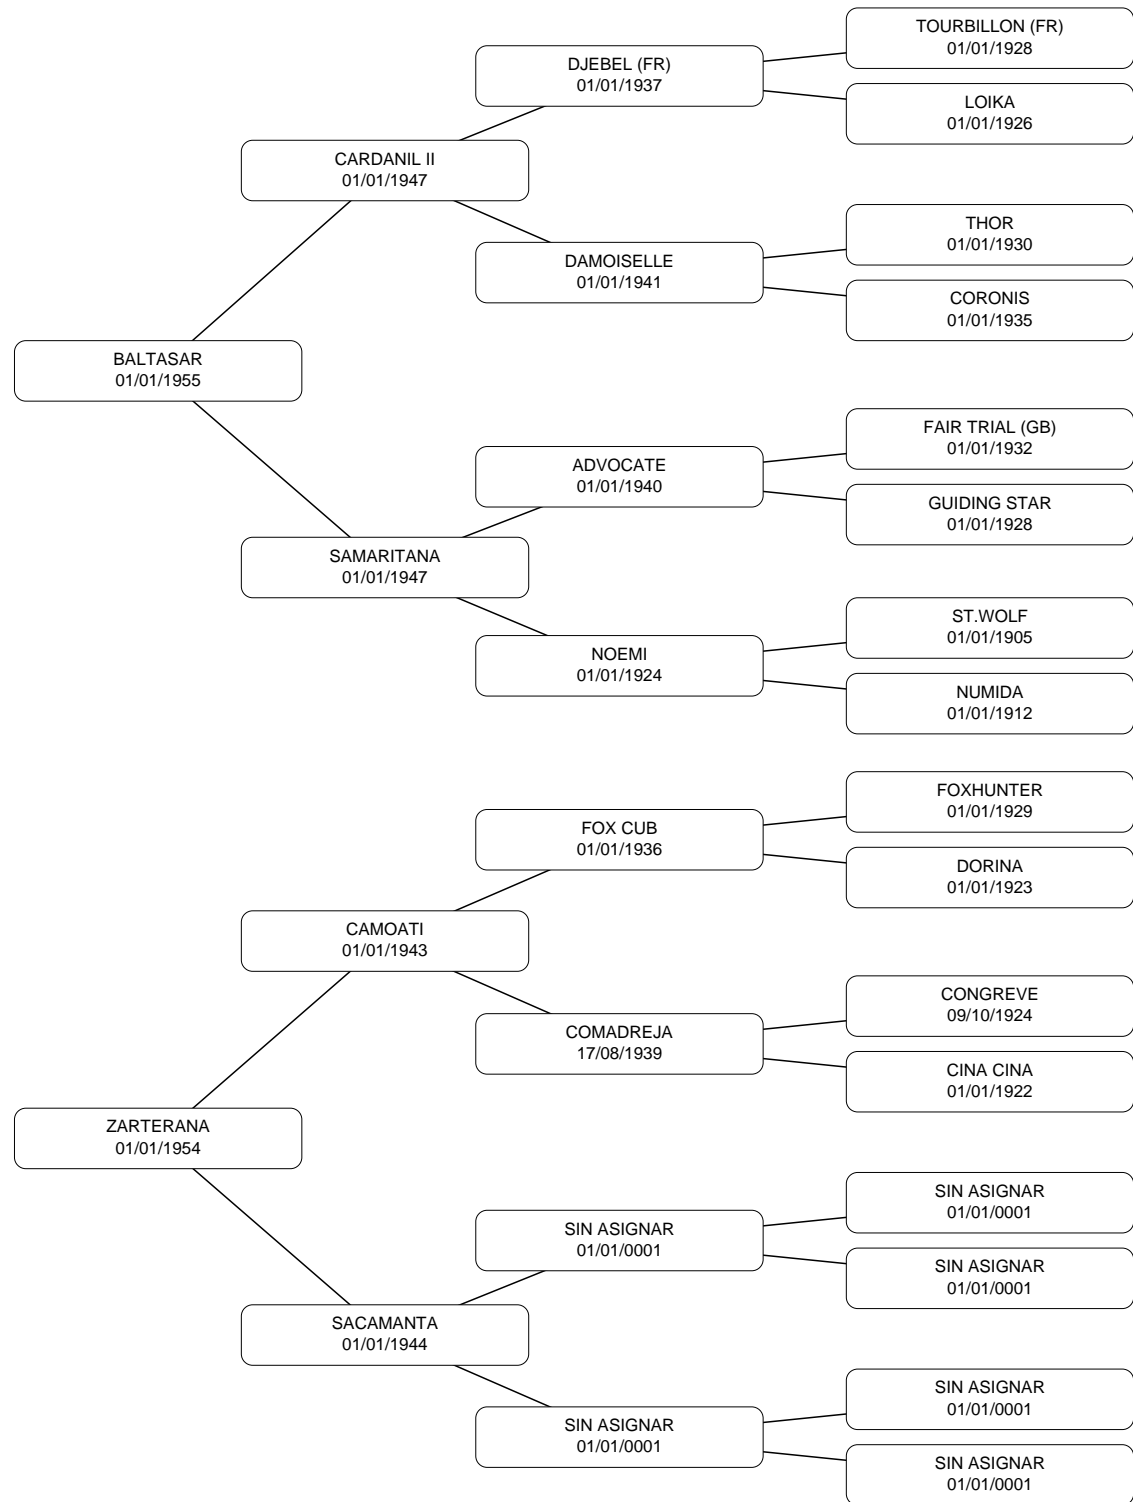 TOURBILLON (FR)
01/01/1928
DJEBEL (FR)
01/01/1937
LOIKA
01/01/1926
CARDANIL II
01/01/1947
THOR
01/01/1930
DAMOISELLE
01/01/1941
CORONIS
01/01/1935
BALTASAR
01/01/1955
FAIR TRIAL (GB)
01/01/1932
ADVOCATE
01/01/1940
GUIDING STAR
01/01/1928
SAMARITANA
01/01/1947
ST.WOLF
01/01/1905
NOEMI
01/01/1924
NUMIDA
01/01/1912
FOXHUNTER
01/01/1929
FOX CUB
01/01/1936
DORINA
01/01/1923
CAMOATI
01/01/1943
CONGREVE
09/10/1924
COMADREJA
17/08/1939
CINA CINA
01/01/1922
ZARTERANA
01/01/1954
SIN ASIGNAR
01/01/0001
SIN ASIGNAR
01/01/0001
SIN ASIGNAR
01/01/0001
SACAMANTA
01/01/1944
SIN ASIGNAR
01/01/0001
SIN ASIGNAR
01/01/0001
SIN ASIGNAR
01/01/0001